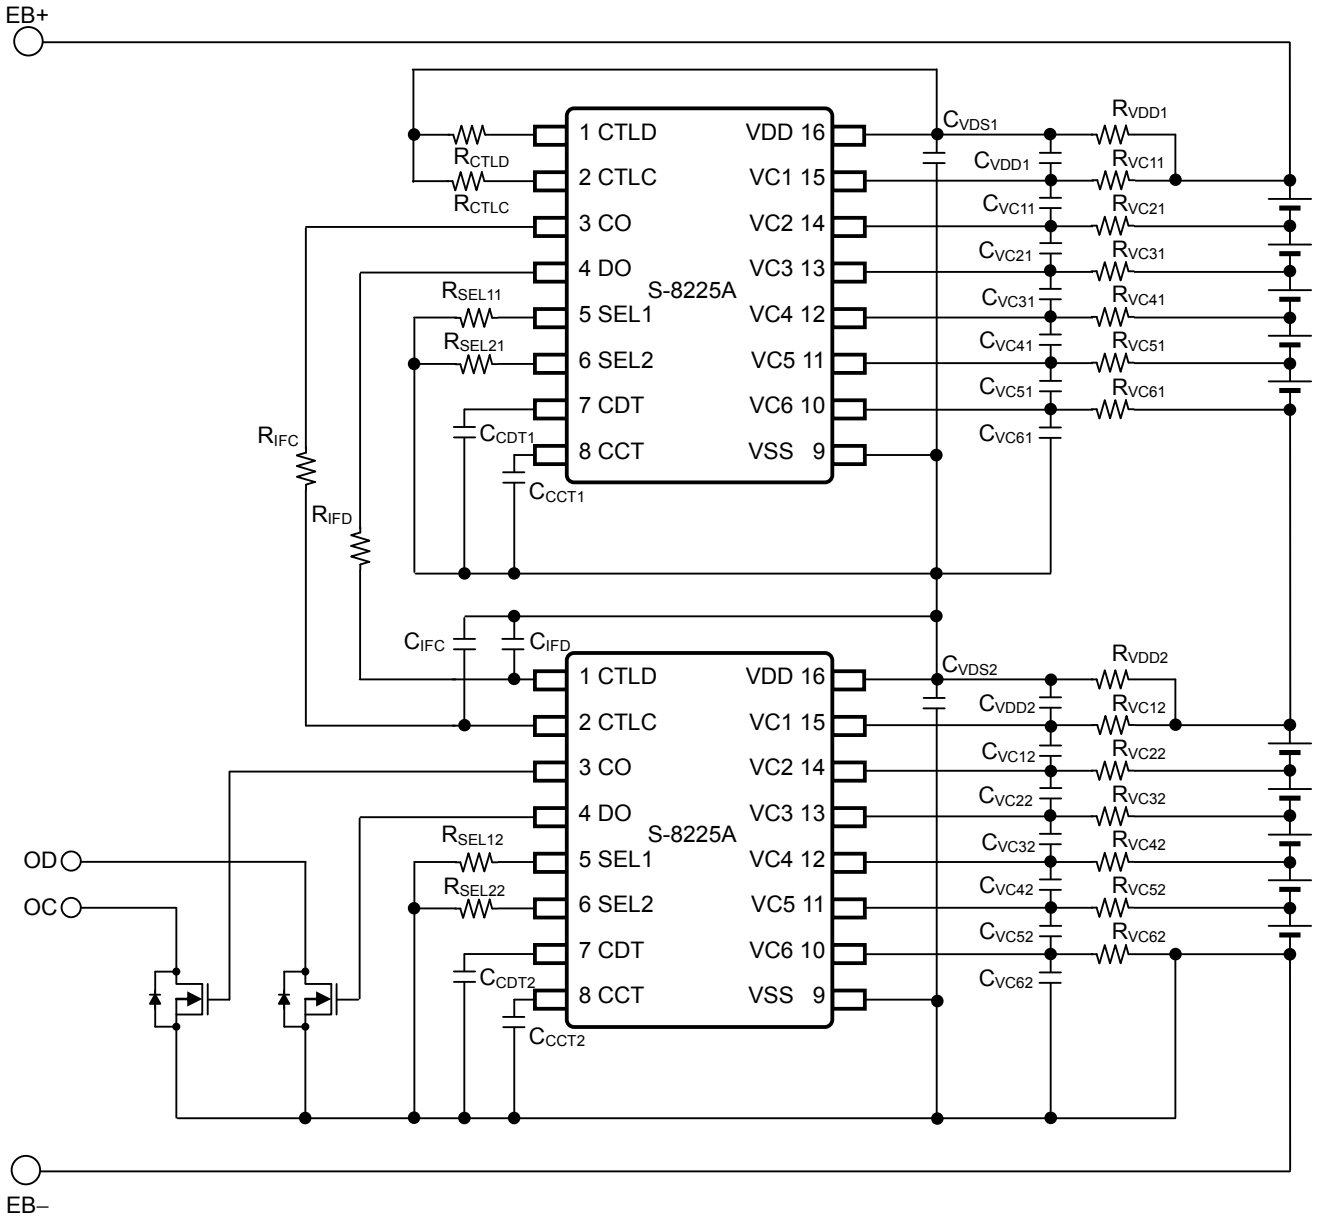 EB+
RVDD1
CVDS1
1 CTLD VDD 16
RCTLD
CVDD1
RVC11
2 CTLC VC1 15
RCTLC
CVC11
RVC21
3 CO VC2 14
CVC21
RVC31
4 DO VC3 13
S-8225A
RSEL11
CVC31
RVC41
5 SEL1 VC4 12
RSEL21
CVC41
RVC51
6 SEL2 VC5 11
CVC51
RVC61
7 CDT VC6 10
CCDT1
CVC61
RIFC
8 CCT VSS 9
CCCT1
RIFD
CIFC
CIFD
RVDD2
CVDS2
1 CTLD VDD 16
CVDD2
RVC12
2 CTLC VC1 15
CVC12
RVC22
3 CO VC2 14
CVC22
RVC32
4 DO VC3 13
S-8225A
RSEL12
CVC32
RVC42
OD
5 SEL1 VC4 12
RSEL22
CVC42
RVC52
OC
6 SEL2 VC5 11
CVC52
RVC62
7 CDT VC6 10
CCDT2
CVC62
8 CCT VSS 9
CCCT2
EB−